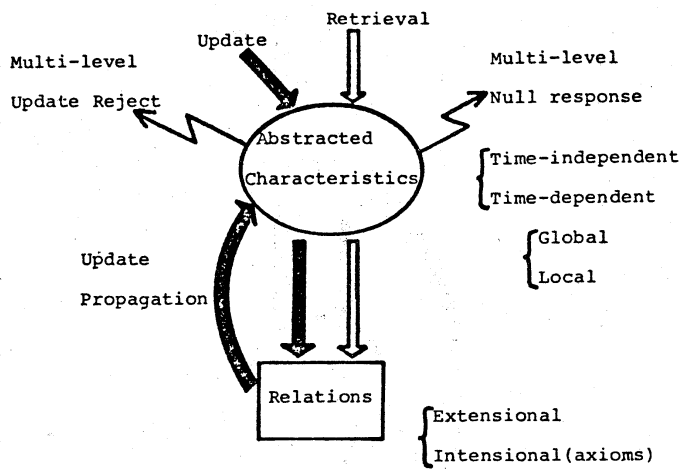 Retrieval
Update
Multi-level
Update Reject
Multi-level
Null response
Abstracted
Characteristics
Time-independent
Time-dependent
Global
Local
Update
Propagation
Relations
Extensional
Intensional(axioms)